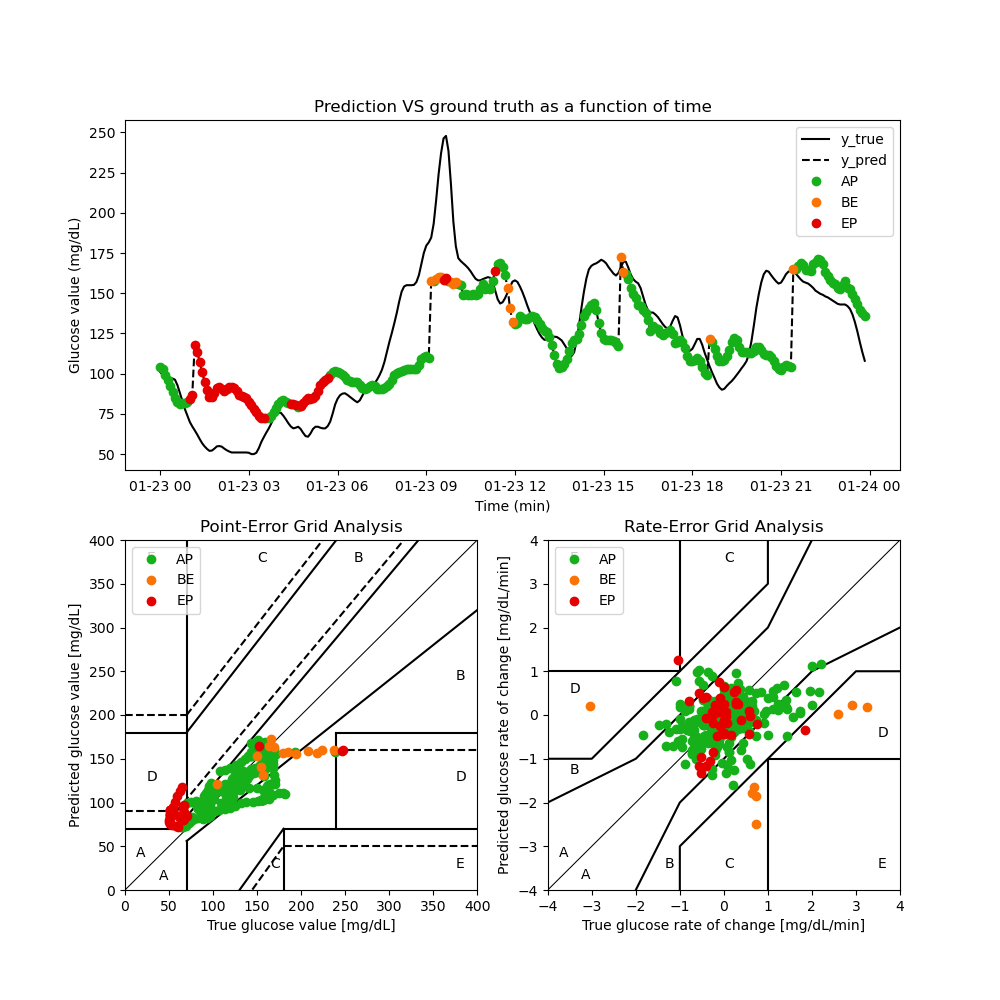 Prediction VS ground truth as a function of time
Glucose value (mg/dL)
250
225
200
175
150
125
100
75
50
y_true
y_pred
AP
BE
EP
01-23 00 01-23 03 01-23 06 01-23 09 01-23 12 01-23 15 01-23 18 01-23 21 01-24 00
Time (min)
Point-Error Grid Analysis
Predicted glucose value [mg/dL]
400
350
300
250
200
150
100
50
0
AP
BE
EP
C
B
B
D
D
A
A
C
E
0 50 100 150 200 250 300 350 400
True glucose value [mg/dL]
Rate-Error Grid Analysis
Predicted glucose rate of change [mg/dL/min]
4
3
2
1
0
−1
−2
−3
−4
AP
BE
EP
C
D
D
B
A
A
B
C
E
−4 −3 −2 −1 0 1 2 3 4
True glucose rate of change [mg/dL/min]